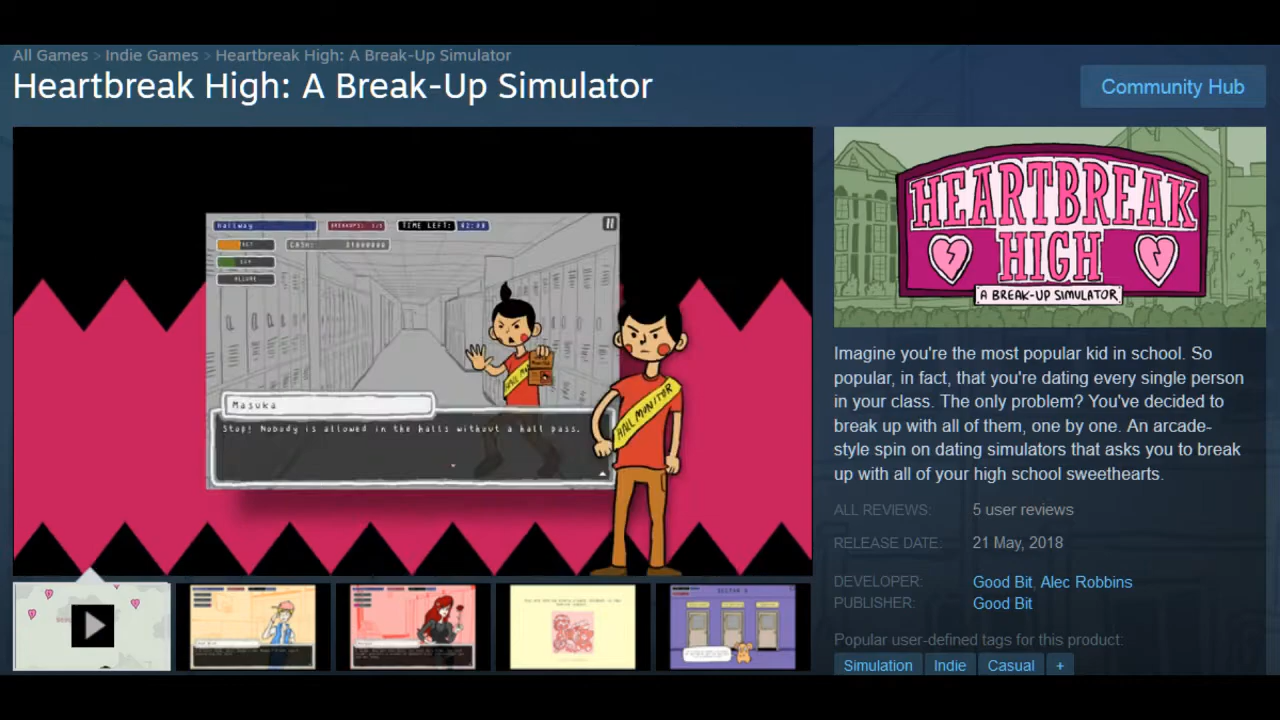 All Games > Indie Games > Heartbreak High: A Break-Up Simulator
Heartbreak High: A Break-Up Simulator
Community Hub
hallway
BREAKUPS: 1/5
TIME LEFT:
CASH:
HALL MONITOR
Masuka
Stop! Nobody is allowed in the halls without a hall pass.
HEARTBREAK
HIGH
A BREAK-UP SIMULATOR
Imagine you're the most popular kid in school. So
popular, in fact, that you're dating every single person
in your class. The only problem? You've decided to
break up with all of them, one by one. An arcade-
style spin on dating simulators that asks you to break
up with all of your high school sweethearts.
ALL REVIEWS: 5 user reviews
RELEASE DATE: 21 May, 2018
DEVELOPER: Good Bit, Alec Robbins
PUBLISHER: Good Bit
Popular user-defined tags for this product:
Simulation Indie Casual +